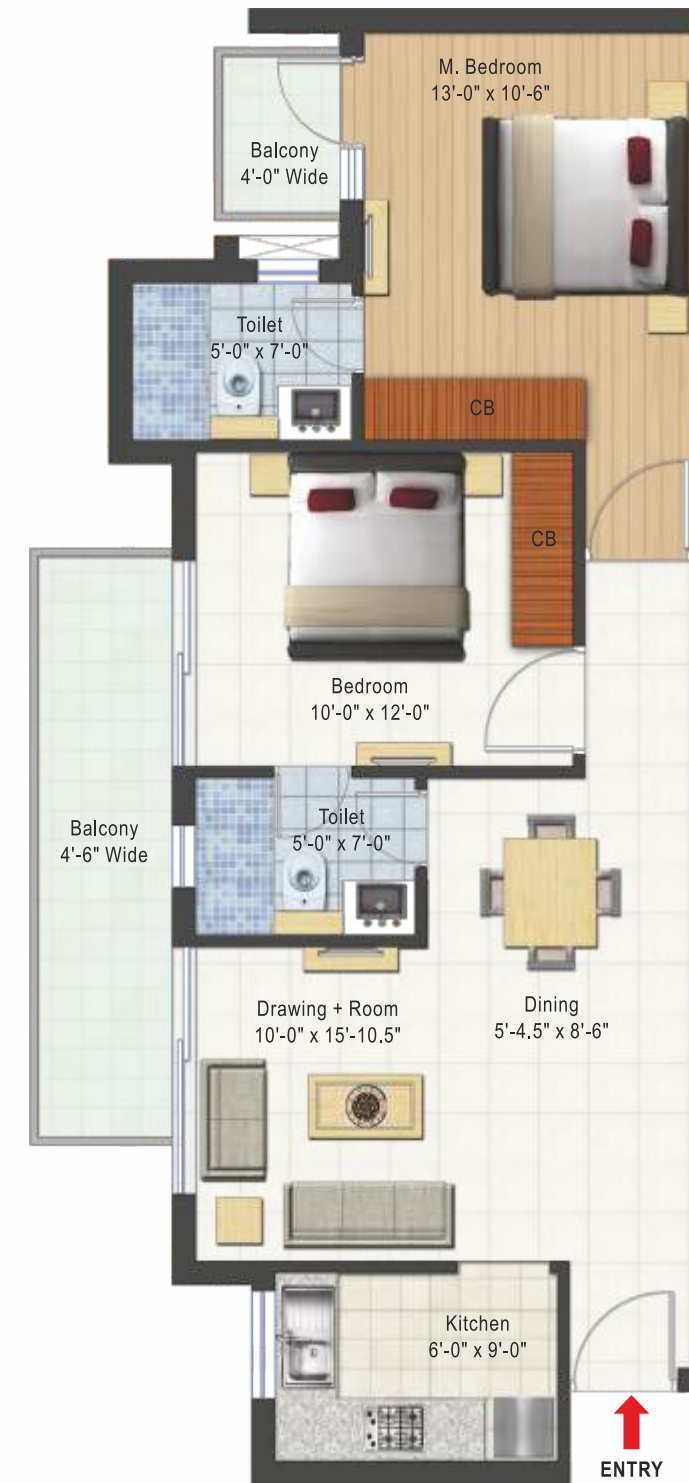 M. Bedroom
13'-0" x 10'-6"
Balcony
4'-0" Wide
Toilet
5'-0" x 7'-0"
CB
CB
Bedroom
10'-0" x 12'-0"
Toilet
5'-0" x 7'-0"
Balcony
4'-6" Wide
Drawing + Room
10'-0" x 15'-10.5"
Dining
5'-4.5" x 8'-6"
Kitchen
6'-0" x 9'-0"
ENTRY